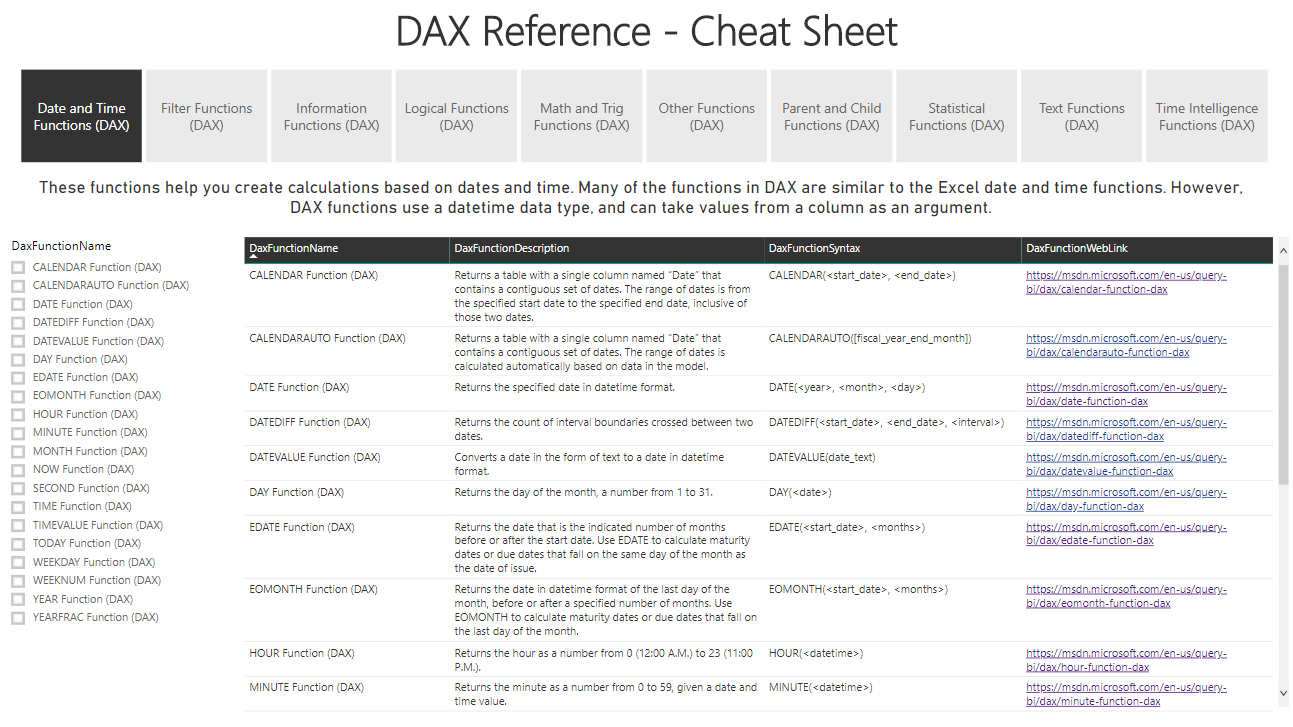 DAX Reference - Cheat Sheet
Date and Time
Functions (DAX)
Filter Functions
(DAX)
Information
Functions (DAX)
Logical Functions
(DAX)
Math and Trig
Functions (DAX)
Other Functions
(DAX)
Parent and Child
Functions (DAX)
Statistical
Functions (DAX)
Text Functions
(DAX)
Time Intelligence
Functions (DAX)
These functions help you create calculations based on dates and time. Many of the functions in DAX are similar to the Excel date and time functions. However,
DAX functions use a datetime data type, and can take values from a column as an argument.
DaxFunctionName
CALENDAR Function (DAX)
CALENDARAUTO Function (DAX)
DATE Function (DAX)
DATEDIFF Function (DAX)
DATEVALUE Function (DAX)
DAY Function (DAX)
EDATE Function (DAX)
EOMONTH Function (DAX)
HOUR Function (DAX)
MINUTE Function (DAX)
MONTH Function (DAX)
NOW Function (DAX)
SECOND Function (DAX)
TIME Function (DAX)
TIMEVALUE Function (DAX)
TODAY Function (DAX)
WEEKDAY Function (DAX)
WEEKNUM Function (DAX)
YEAR Function (DAX)
YEARFRAC Function (DAX)
DaxFunctionName
DaxFunctionDescription
DaxFunctionSyntax
DaxFunctionWebLink
CALENDAR Function (DAX)
Returns a table with a single column named "Date" that
contains a contiguous set of dates. The range of dates is from
the specified start date to the specified end date, inclusive of
those two dates.
CALENDAR(<start_date>, <end_date>)
https://msdn.microsoft.com/en-us/query-
bi/dax/calendar-function-dax
CALENDARAUTO Function (DAX)
Returns a table with a single column named "Date" that
contains a contiguous set of dates. The range of dates is
calculated automatically based on data in the model.
CALENDARAUTO([fiscal_year_end_month])
https://msdn.microsoft.com/en-us/query-
bi/dax/calendarauto-function-dax
DATE Function (DAX)
Returns the specified date in datetime format.
DATE(<year>, <month>, <day>)
https://msdn.microsoft.com/en-us/query-
bi/dax/date-function-dax
DATEDIFF Function (DAX)
Returns the count of interval boundaries crossed between two
dates.
DATEDIFF(<start_date>, <end_date>, <interval>)
https://msdn.microsoft.com/en-us/query-
bi/dax/datediff-function-dax
DATEVALUE Function (DAX)
Converts a date in the form of text to a date in datetime
format.
DATEVALUE(date_text)
https://msdn.microsoft.com/en-us/query-
bi/dax/datevalue-function-dax
DAY Function (DAX)
Returns the day of the month, a number from 1 to 31.
DAY(<date>)
https://msdn.microsoft.com/en-us/query-
bi/dax/day-function-dax
EDATE Function (DAX)
Returns the date that is the indicated number of months
before or after the start date. Use EDATE to calculate maturity
dates or due dates that fall on the same day of the month as
the date of issue.
EDATE(<start_date>, <months>)
https://msdn.microsoft.com/en-us/query-
bi/dax/edate-function-dax
EOMONTH Function (DAX)
Returns the date in datetime format of the last day of the
month, before or after a specified number of months. Use
EOMONTH to calculate maturity dates or due dates that fall on
the last day of the month.
EOMONTH(<start_date>, <months>)
https://msdn.microsoft.com/en-us/query-
bi/dax/eomonth-function-dax
HOUR Function (DAX)
Returns the hour as a number from 0 (12:00 A.M.) to 23 (11:00
P.M.).
HOUR(<datetime>)
https://msdn.microsoft.com/en-us/query-
bi/dax/hour-function-dax
MINUTE Function (DAX)
Returns the minute as a number from 0 to 59, given a date and
time value.
MINUTE(<datetime>)
https://msdn.microsoft.com/en-us/query-
bi/dax/minute-function-dax